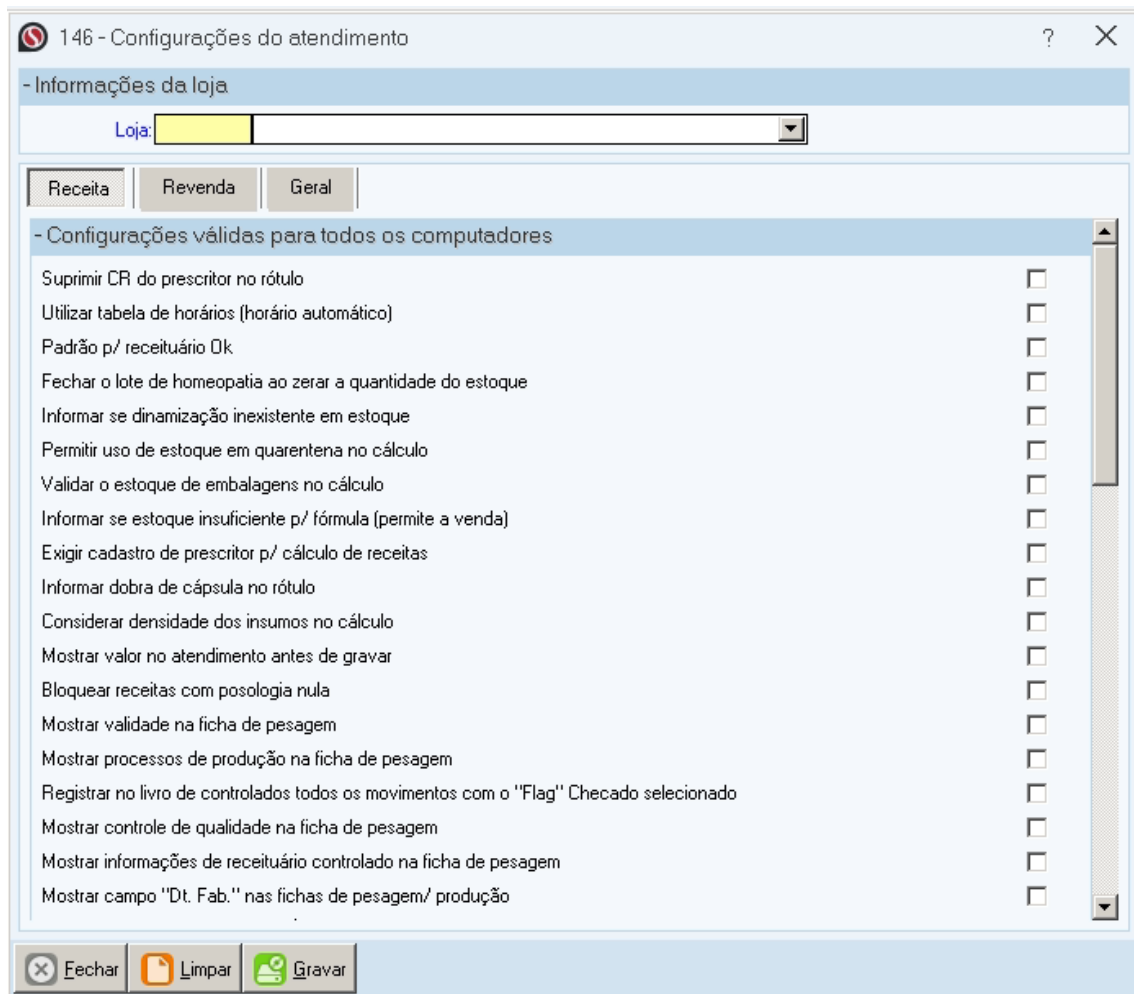 146 - Configurações do atendimento ?
- Informações da loja
Loja:
Receita Revenda Geral
- Configurações válidas para todos os computadores
Suprimir CR do prescritor no rótulo
Utilizar tabela de horários (horário automático)
Padrão p/ receituário Ok
Fechar o lote de homeopatia ao zerar a quantidade do estoque
Informar se dinamização inexistente em estoque
Permitir uso de estoque em quarentena no cálculo
Validar o estoque de embalagens no cálculo
Informar se estoque insuficiente p/ fórmula (permite a venda)
Exigir cadastro de prescritor p/ cálculo de receitas
Informar dobra de cápsula no rótulo
Considerar densidade dos insumos no cálculo
Mostrar valor no atendimento antes de gravar
Bloquear receitas com posologia nula
Mostrar validade na ficha de pesagem
Mostrar processos de produção na ficha de pesagem
Registrar no livro de controlados todos os movimentos com o "Flag" Checado selecionado
Mostrar controle de qualidade na ficha de pesagem
Mostrar informações de receituário controlado na ficha de pesagem
Mostrar campo "Dt. Fab." nas fichas de pesagem/ produção
Fechar Limpar Gravar